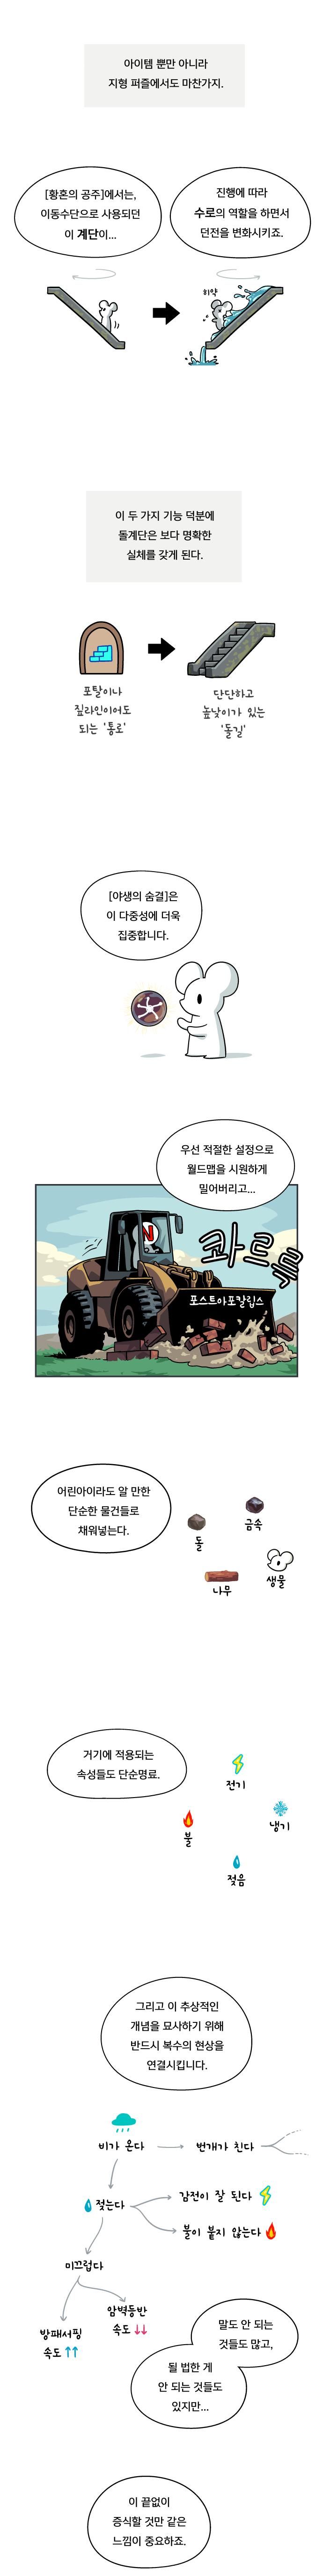 아이템 뿐만 아니라
지형 퍼즐에서도 마찬가지.
[황혼의 공주]에서는,
이동수단으로 사용되던
이 계단이...
진행에 따라
수로의 역할을 하면서
던전을 변화시키죠.
히약
이 두 가지 기능 덕분에
돌계단은 보다 명확한
실체를 갖게 된다.
포탈이나
짚라인이어도
되는 '통로'
단단하고
높낮이가 있는
'돌길'
[야생의 숨결]은
이 다중성에 더욱
집중합니다.
우선 적절한 설정으로
월드맵을 시원하게
밀어버리고...
N
콰르륵
포스트아포칼립스
어린아이라도 알 만한
단순한 물건들로
채워넣는다.
금속
돌
생물
나무
거기에 적용되는
속성들도 단순명료.
전기
냉기
불
젖음
그리고 이 추상적인
개념을 묘사하기 위해
반드시 복수의 현상을
연결시킵니다.
비가 온다
번개가 친다
감전이 잘 된다
젖는다
불이 붙지 않는다
미끄럽다
암벽등반
속도 ↓↓
방패서핑
속도 ↑↑
말도 안 되는
것들도 많고,
될 법한 게
안 되는 것들도
있지만...
이 끝없이
증식할 것만 같은
느낌이 중요하죠.